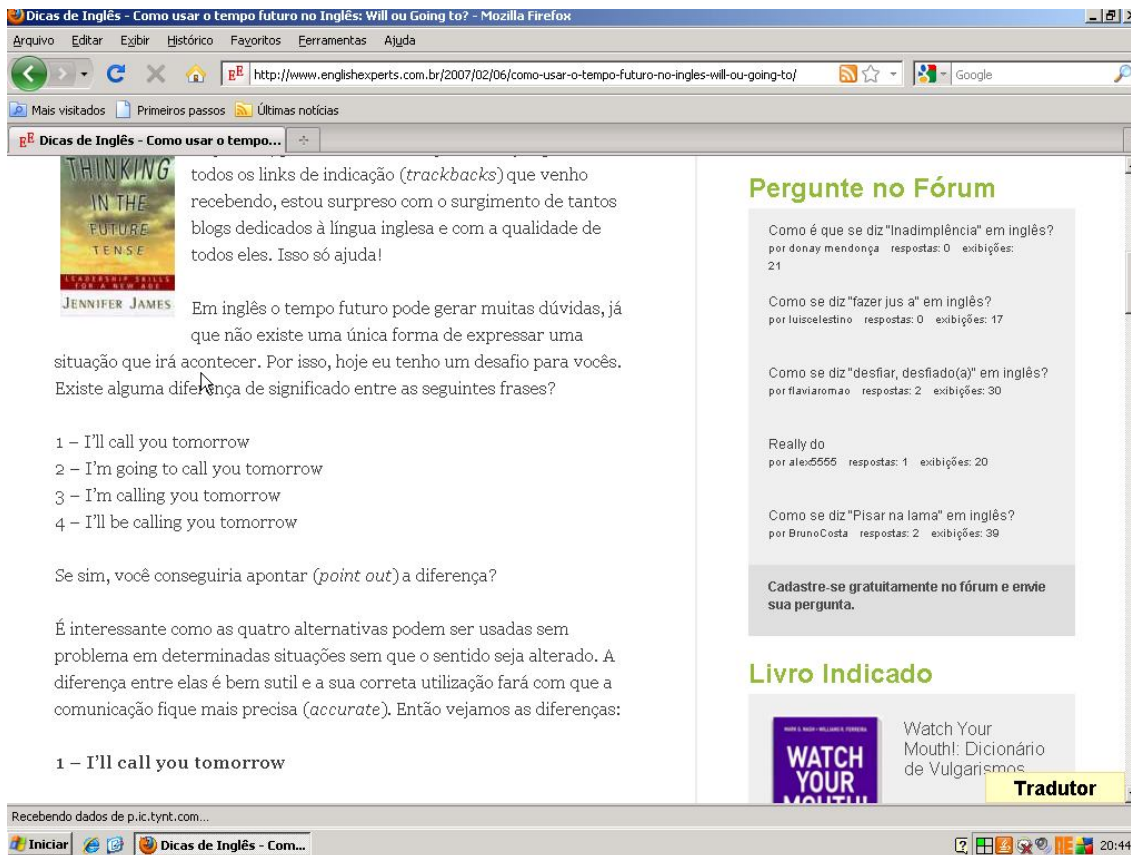 Dicas de Inglês - Como usar o tempo futuro no Inglês: Will ou Going to? - Mozilla Firefox
Arquivo Editar Exibir Histórico Favoritos Ferramentas Ajuda
http://www.englishexperts.com.br/2007/02/06/como-usar-o-tempo-futuro-no-ingles-will-ou-going-to/
Google
Mais visitados Primeiros passos Últimas notícias
Dicas de Inglês - Como usar o tempo...
THINKING
IN THE
FUTURE
TENSE
LEADERSHIP SKILLS
FOR A NEW AGE
JENNIFER JAMES
todos os links de indicação (trackbacks) que venho
recebendo, estou surpreso com o surgimento de tantos
blogs dedicados à língua inglesa e com a qualidade de
todos eles. Isso só ajuda!
Em inglês o tempo futuro pode gerar muitas dúvidas, já
que não existe uma única forma de expressar uma
situação que irá acontecer. Por isso, hoje eu tenho um desafio para vocês.
Existe alguma diferença de significado entre as seguintes frases?
1 – I'll call you tomorrow
2 – I'm going to call you tomorrow
3 – I'm calling you tomorrow
4 – I'll be calling you tomorrow
Se sim, você conseguiria apontar (point out) a diferença?
É interessante como as quatro alternativas podem ser usadas sem
problema em determinadas situações sem que o sentido seja alterado. A
diferença entre elas é bem sutil e a sua correta utilização fará com que a
comunicação fique mais precisa (accurate). Então vejamos as diferenças:
1 – I'll call you tomorrow
Pergunte no Fórum
Como é que se diz "Inadimplência" em inglês?
por donay mendonça respostas: 0 exibições:
21
Como se diz "fazer jus a" em inglês?
por luiscelestino respostas: 0 exibições: 17
Como se diz "desfiar, desfiado(a)" em inglês?
por flaviaromao respostas: 2 exibições: 30
Really do
por alex5555 respostas: 1 exibições: 20
Como se diz "Pisar na lama" em inglês?
por BrunoCosta respostas: 2 exibições: 39
Cadastre-se gratuitamente no fórum e envie
sua pergunta.
Livro Indicado
WATCH
YOUR
MOUTH!
Watch Your
Mouth!: Dicionário
de Vulgarismos
Tradutor
Recebendo dados de p.ic.tynt.com...
Iniciar Dicas de Inglês - Com... 20:44